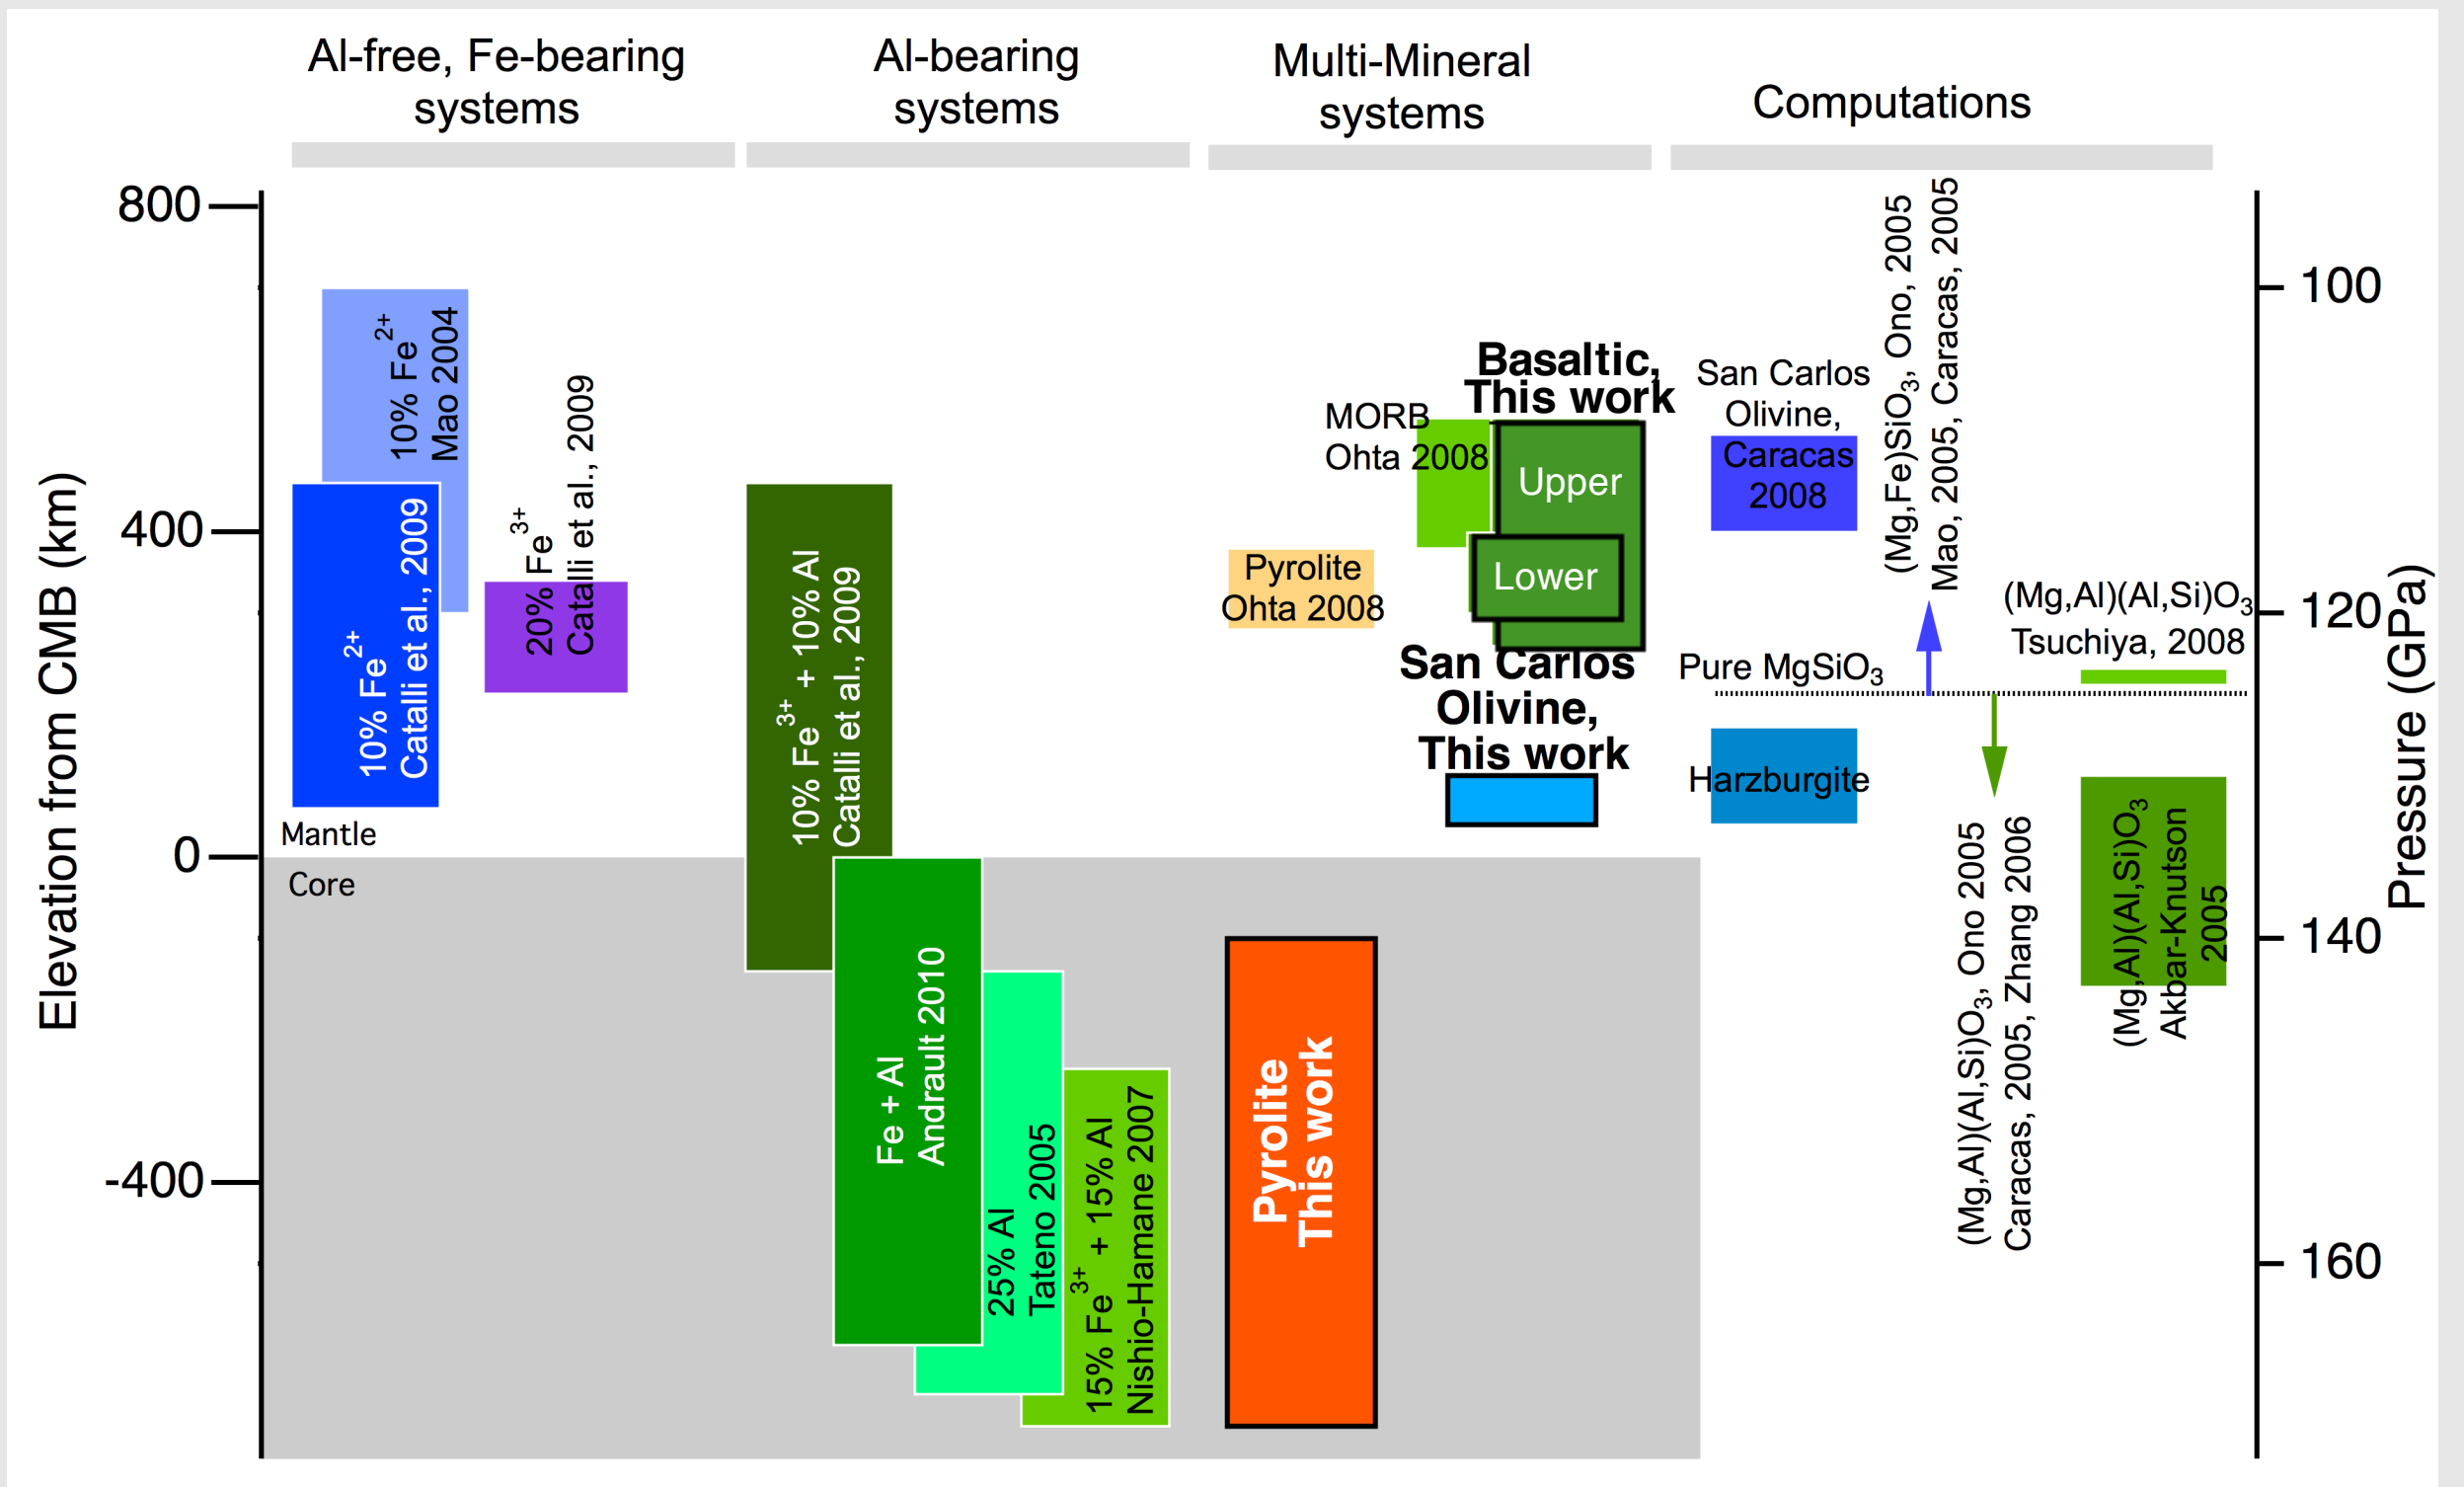 Al-free, Fe-bearing
systems
Al-bearing
systems
Multi-Mineral
systems
Computations
Elevation from CMB (km)
800
400
0
-400
10% Fe²⁺
Mao 2004
10% Fe²⁺
Catalli et al., 2009
20% Fe³⁺
Catalli et al., 2009
Mantle
Core
10% Fe³⁺ + 10% Al
Catalli et al., 2009
Fe + Al
Andrault 2010
25% Al
Tateno 2005
15% Fe³⁺ + 15% Al
Nishio-Hamane 2007
Pyrolite
Ohta 2008
MORB
Ohta 2008
Basaltic,
This work
Upper
Lower
San Carlos
Olivine,
This work
Pyrolite
This work
San Carlos
Olivine,
Caracas
2008
(Mg,Fe)SiO₃, Ono, 2005
Mao, 2005, Caracas, 2005
Pure MgSiO₃
Harzburgite
(Mg,Al)(Al,Si)O₃
Tsuchiya, 2008
(Mg,Al)(Al,Si)O₃, Ono 2005
Caracas, 2005, Zhang 2006
(Mg,Al)(Al,Si)O₃
Akbar-Knutson
2005
100
120
140
160
Pressure (GPa)